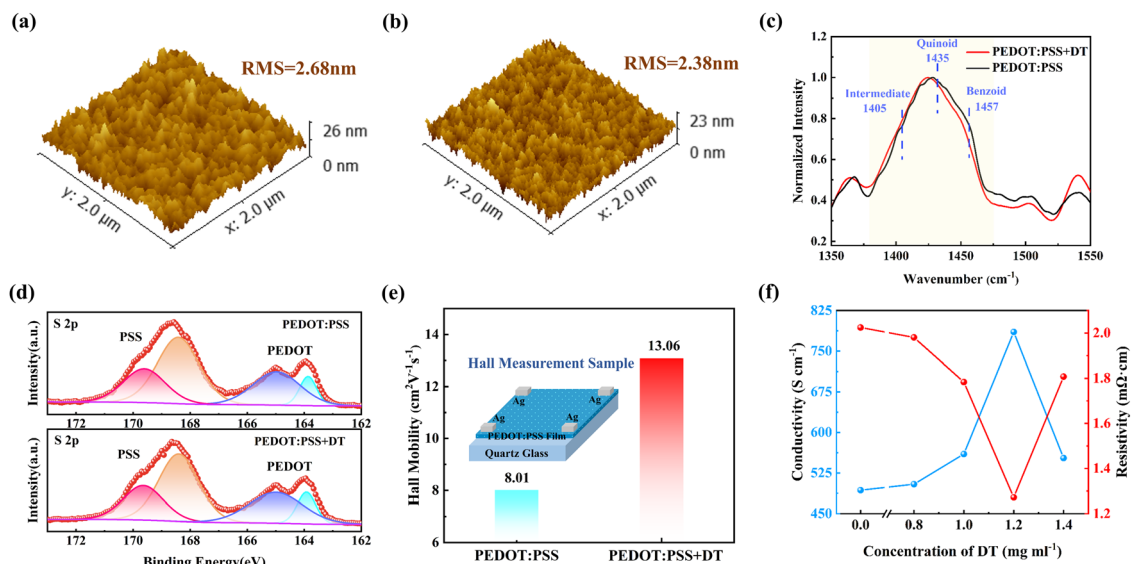 (a)
RMS=2.68nm
26 nm
0 nm
y: 2.0 μm
x: 2.0 μm
(b)
RMS=2.38nm
23 nm
0 nm
y: 2.0 μm
x: 2.0 μm
(c)
Normalized Intensity
1.2
1.0
0.8
0.6
0.4
0.2
Quinoid
1435
PEDOT:PSS+DT
PEDOT:PSS
Intermediate
1405
Benzoid
1457
1350 1400 1450 1500 1550
Wavenumber (cm-1)
(d)
Intensity(a.u.)
S 2p
PEDOT:PSS
PSS
PEDOT
172 170 168 166 164 162
Intensity(a.u.)
S 2p
PEDOT:PSS+DT
PSS
PEDOT
172 170 168 166 164 162
Binding Energy(eV)
(e)
Hall Mobility (cm2V-1s-1)
14
12
10
8
6
13.06
Hall Measurement Sample
Ag
Ag
Ag
Ag
PEDOT:PSS Film
Quartz Glass
8.01
PEDOT:PSS PEDOT:PSS+DT
(f)
Conductivity (S cm-1)
825
750
675
600
525
450
2.0
1.8
1.6
1.4
1.2
Resistivity (mΩ·cm)
0.0 0.8 1.0 1.2 1.4
Concentration of DT (mg ml-1)